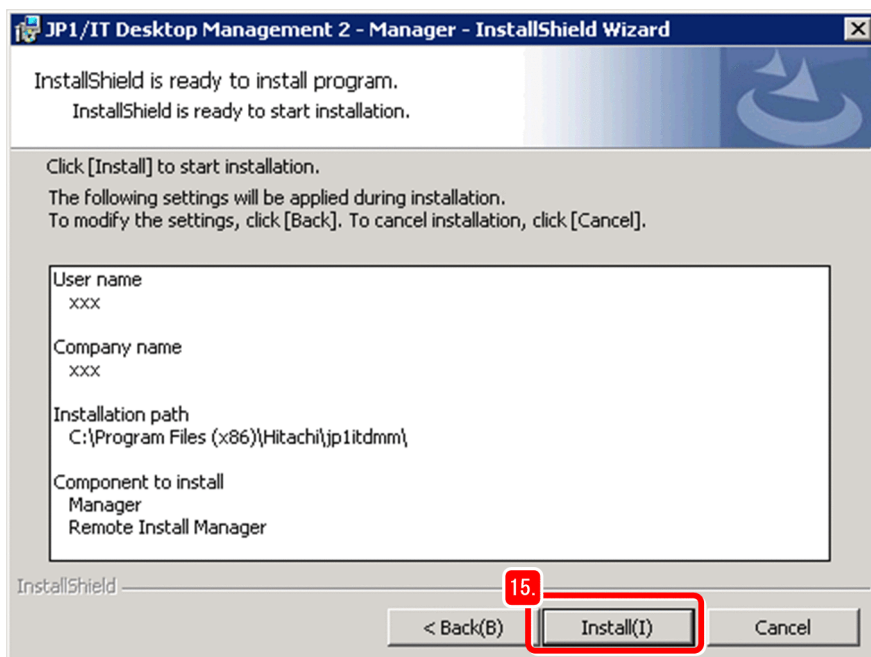 JP1/IT Desktop Management 2 - Manager - InstallShield Wizard
InstallShield is ready to install program.
InstallShield is ready to start installation.
Click [Install] to start installation.
The following settings will be applied during installation.
To modify the settings, click [Back]. To cancel installation, click [Cancel].
User name
xxx
Company name
xxx
Installation path
C:\Program Files (x86)\Hitachi\jp1itdmm\
Component to install
Manager
Remote Install Manager
InstallShield
15.
< Back(B)
Install(I)
Cancel